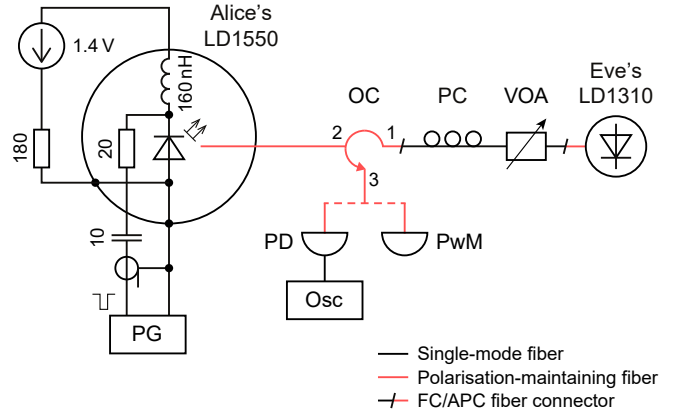 Alice's
LD1550
1.4 V
160 nH
180
20
10
PG
OC
PC
VOA
Eve's
LD1310
2
1
3
PD
PwM
Osc
Single-mode fiber
Polarisation-maintaining fiber
FC/APC fiber connector